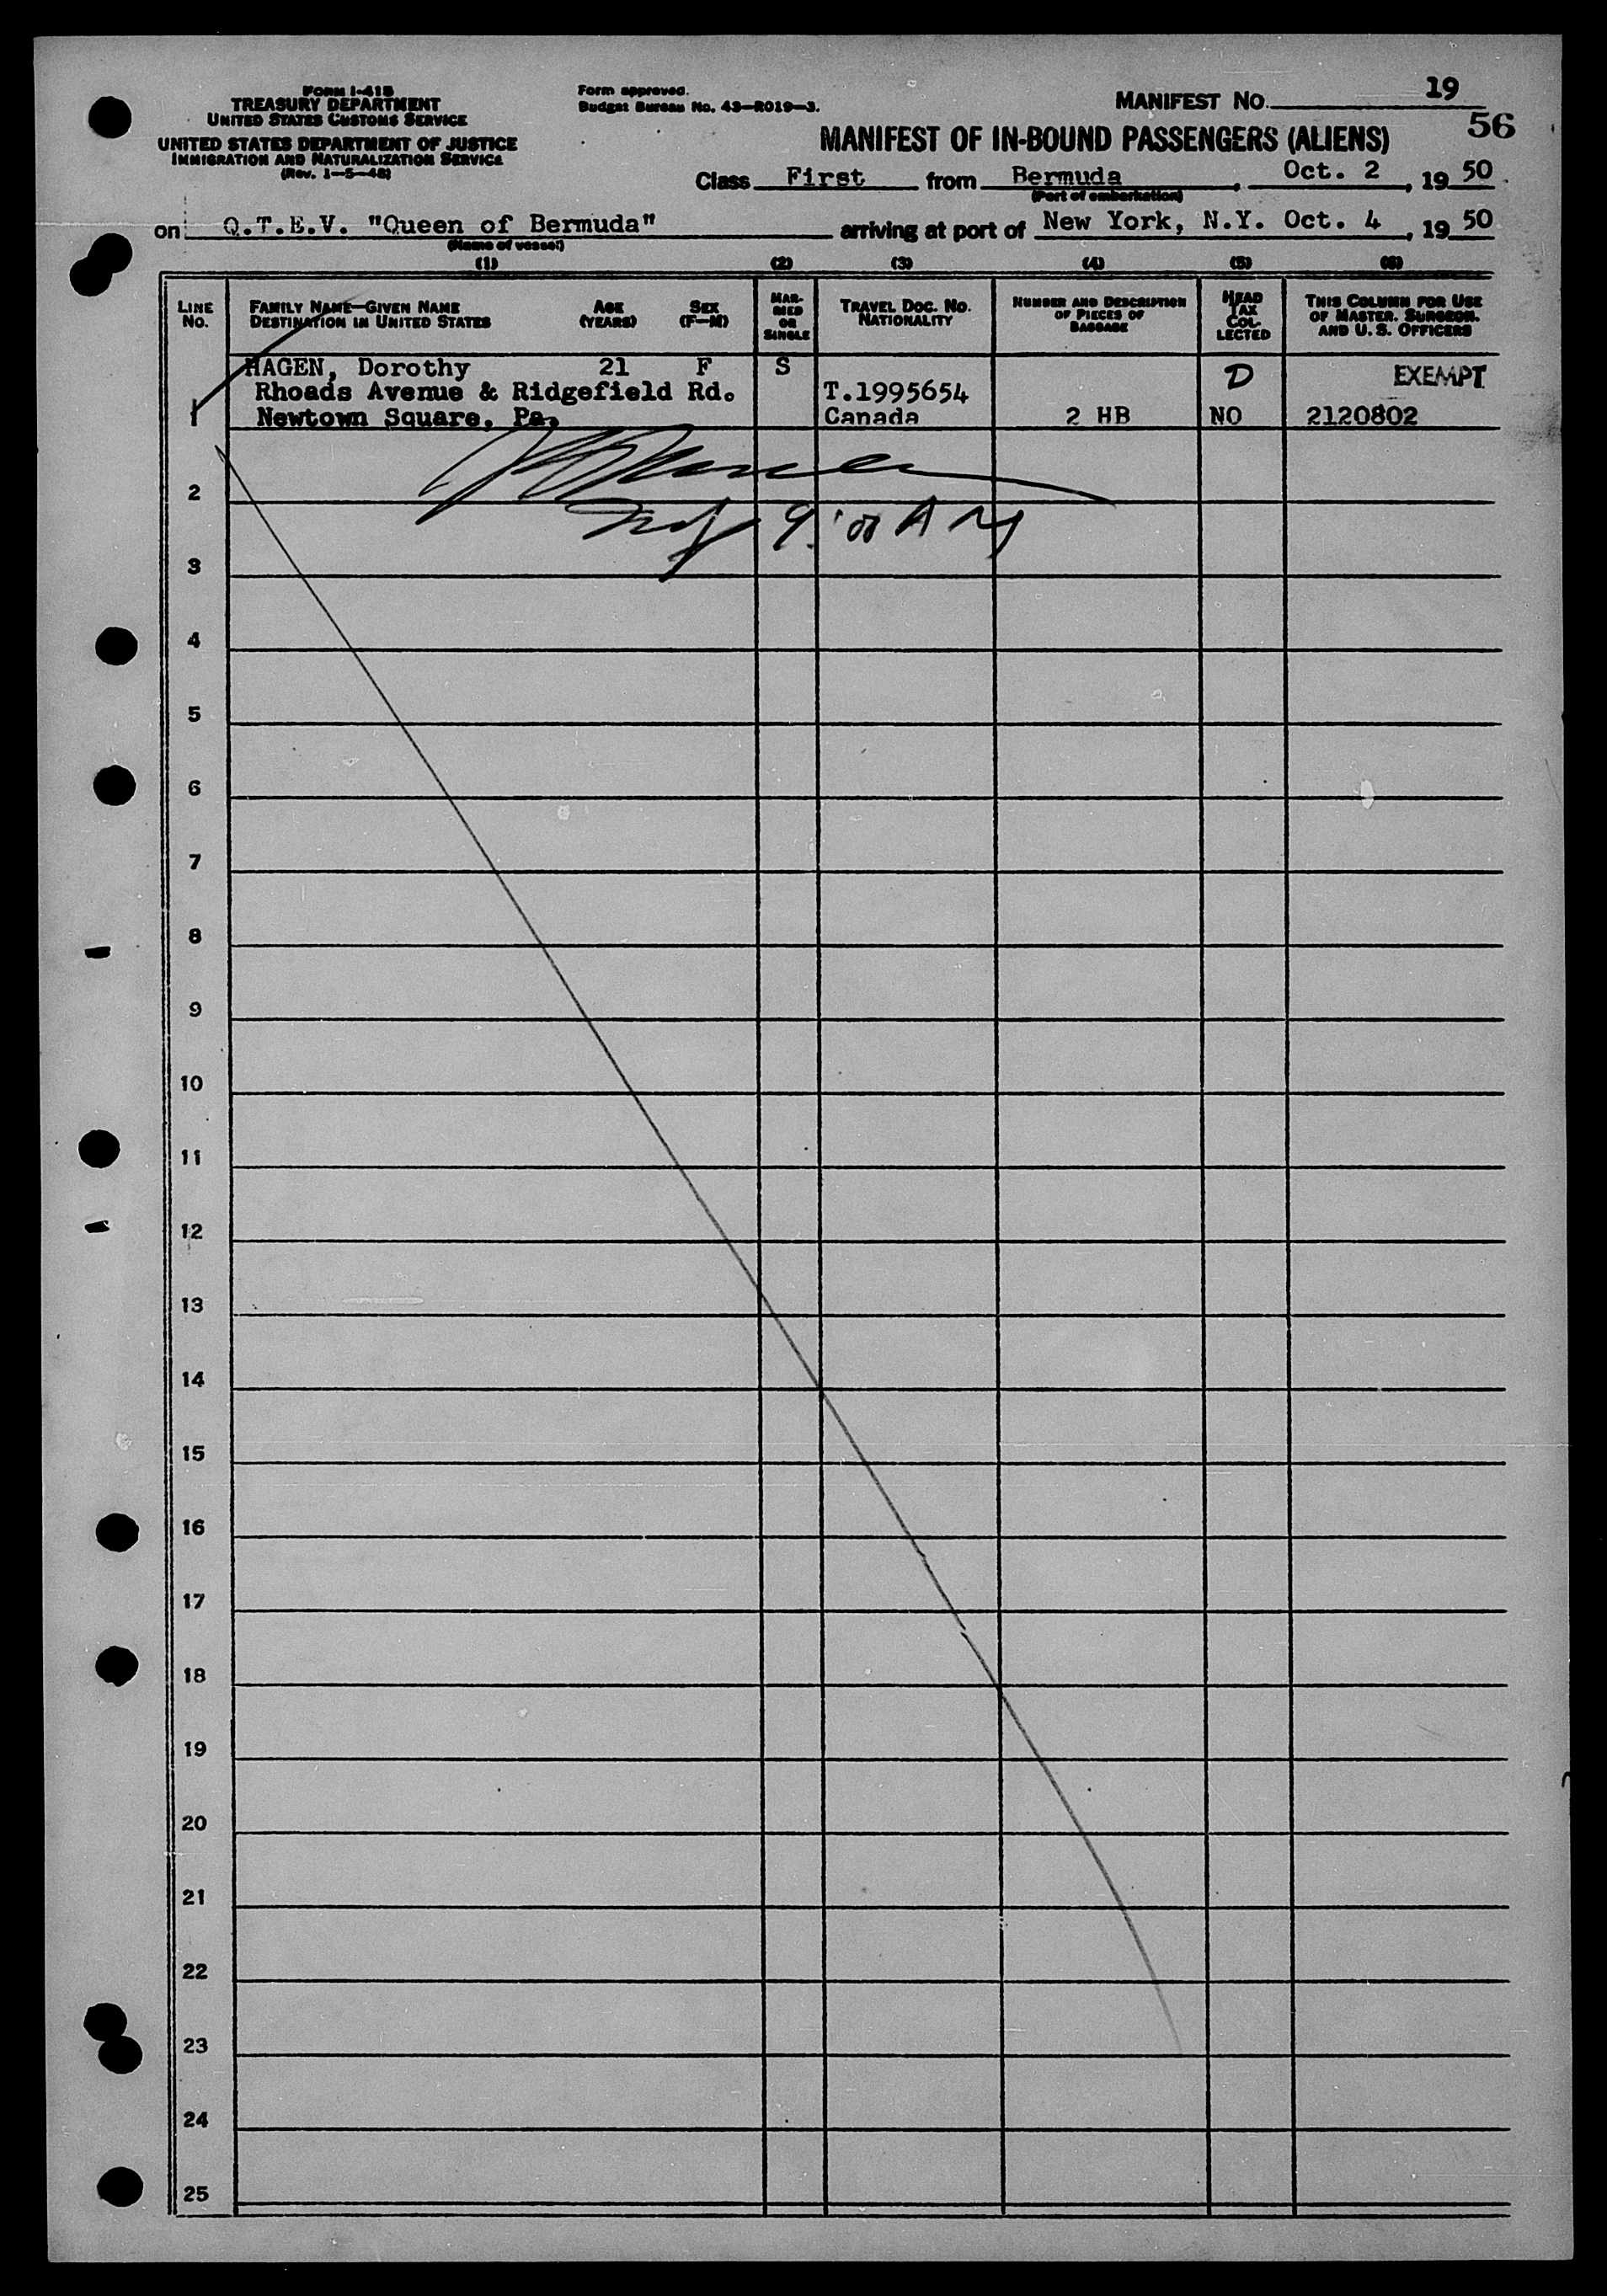 FORM I-418
TREASURY DEPARTMENT
UNITED STATES CUSTOMS SERVICE
UNITED STATES DEPARTMENT OF JUSTICE
IMMIGRATION AND NATURALIZATION SERVICE
(Rev. 1-5-48)
Form approved.
Budget Bureau No. 43-R019-3.
MANIFEST NO. 19
56
MANIFEST OF IN-BOUND PASSENGERS (ALIENS)
Class First from Bermuda, Oct. 2, 19 50
(Port of embarkation)
on Q.T.E.V. "Queen of Bermuda" arriving at port of New York, N.Y. Oct. 4, 19 50
(Name of vessel)
(1) (2) (3) (4) (5) (6)
LINE NO.
FAMILY NAME—GIVEN NAME AGE SEX
DESTINATION IN UNITED STATES (YEARS) (F—M)
MARRIED OR SINGLE
TRAVEL DOC. NO.
NATIONALITY
NUMBER AND DESCRIPTION
OF PIECES OF
BAGGAGE
HEAD
TAX
COLLECTED
THIS COLUMN FOR USE
OF MASTER, SURGEON,
AND U. S. OFFICERS
HAGEN, Dorothy 21 F S
Rhoads Avenue & Ridgefield Rd. T.1995654 D EXEMPT
1 Newtown Square, Pa. Canada 2 HB NO 2120802
2
9:00 AM
3
4
5
6
7
8
9
10
11
12
13
14
15
16
17
18
19
20
21
22
23
24
25